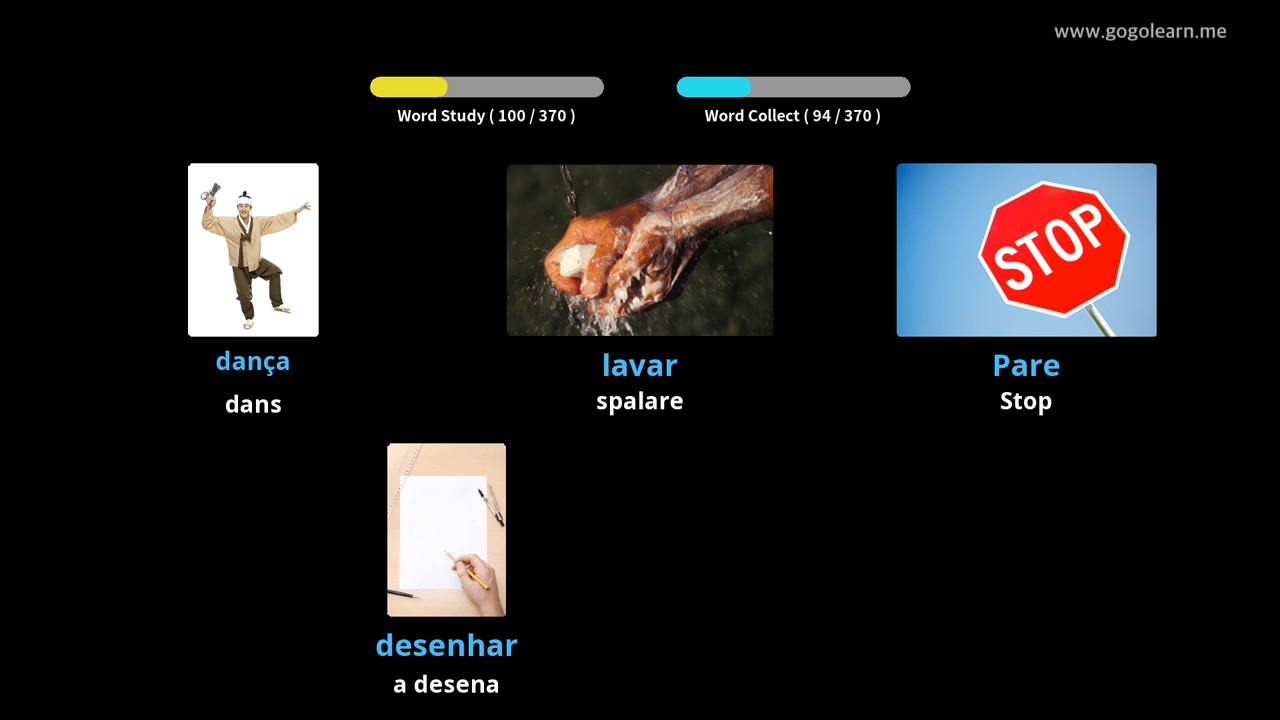 www.gogolearn.me
Word Study ( 100 / 370 )
Word Collect ( 94 / 370 )
STOP
dança
dans
lavar
spalare
Pare
Stop
desenhar
a desena